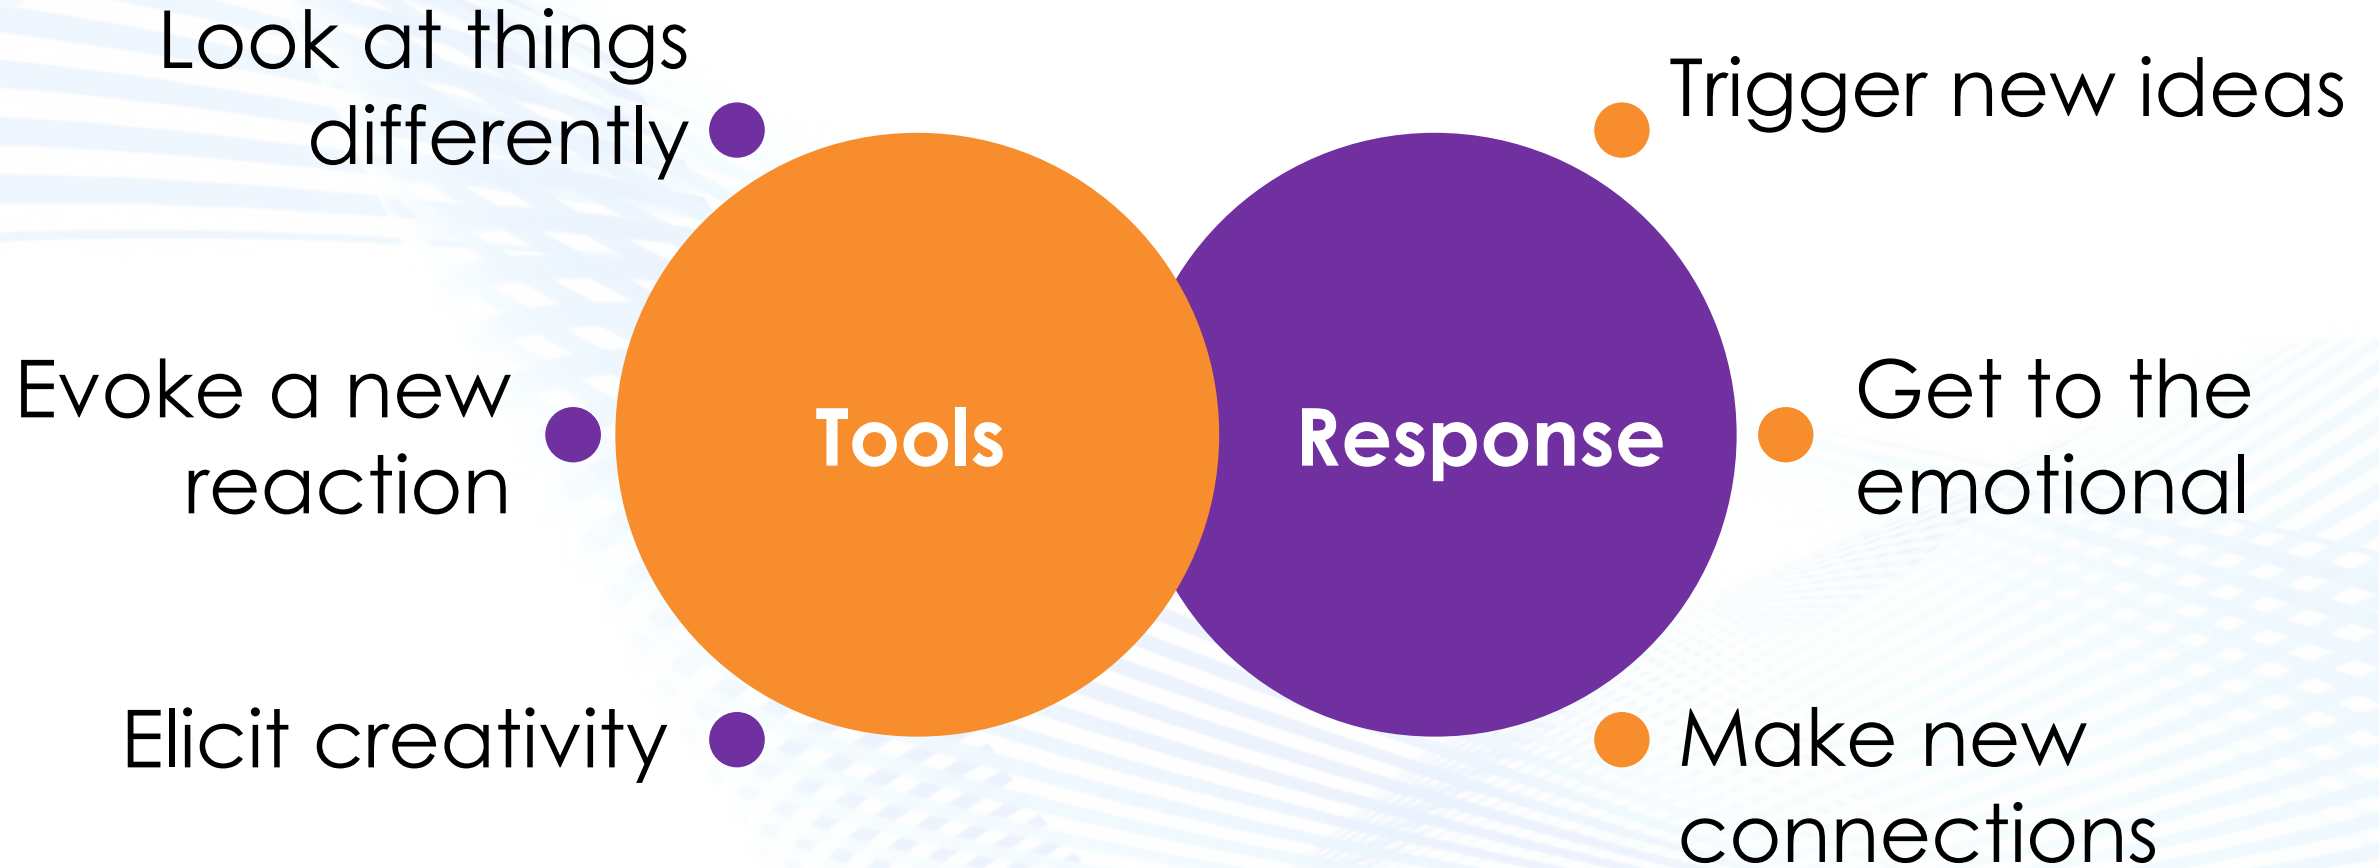 Look at things
differently
Evoke a new
reaction
Elicit creativity
Tools
Response
Trigger new ideas
Get to the
emotional
Make new
connections